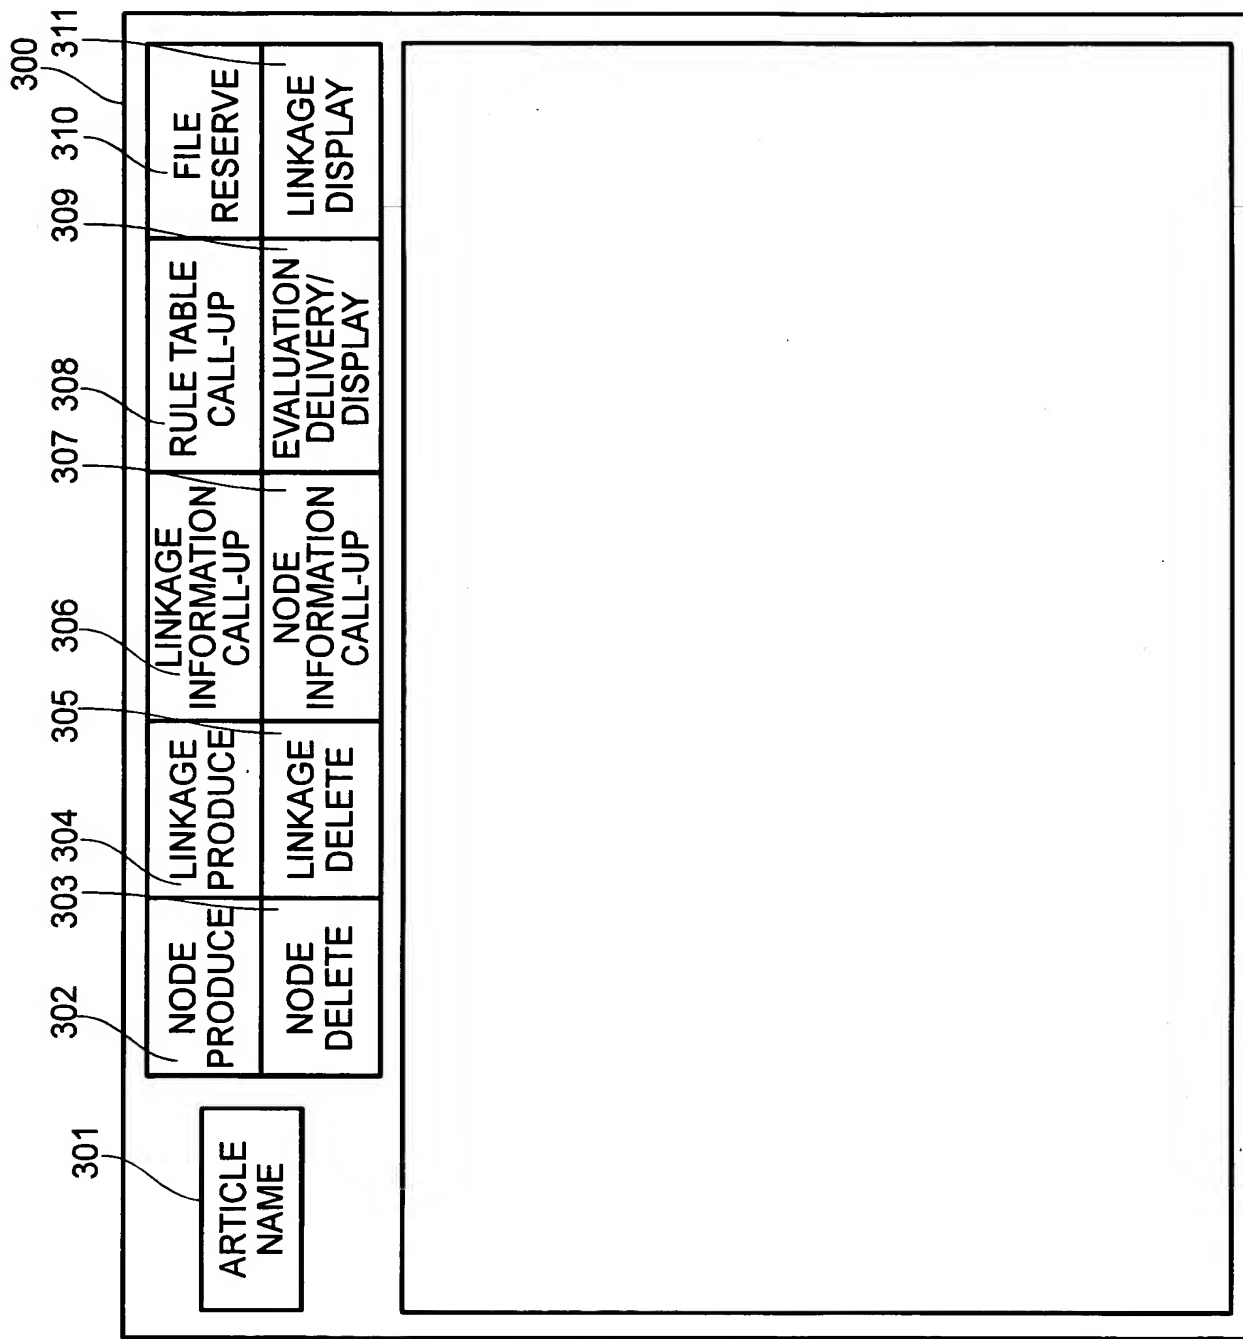 300
301
302
303
304
305
306
307
308
309
310
311
ARTICLE
NAME
NODE
PRODUCE
LINKAGE
PRODUCE
LINKAGE
INFORMATION
CALL-UP
RULE TABLE
CALL-UP
FILE
RESERVE
NODE
DELETE
LINKAGE
DELETE
NODE
INFORMATION
CALL-UP
EVALUATION
DELIVERY/
DISPLAY
LINKAGE
DISPLAY